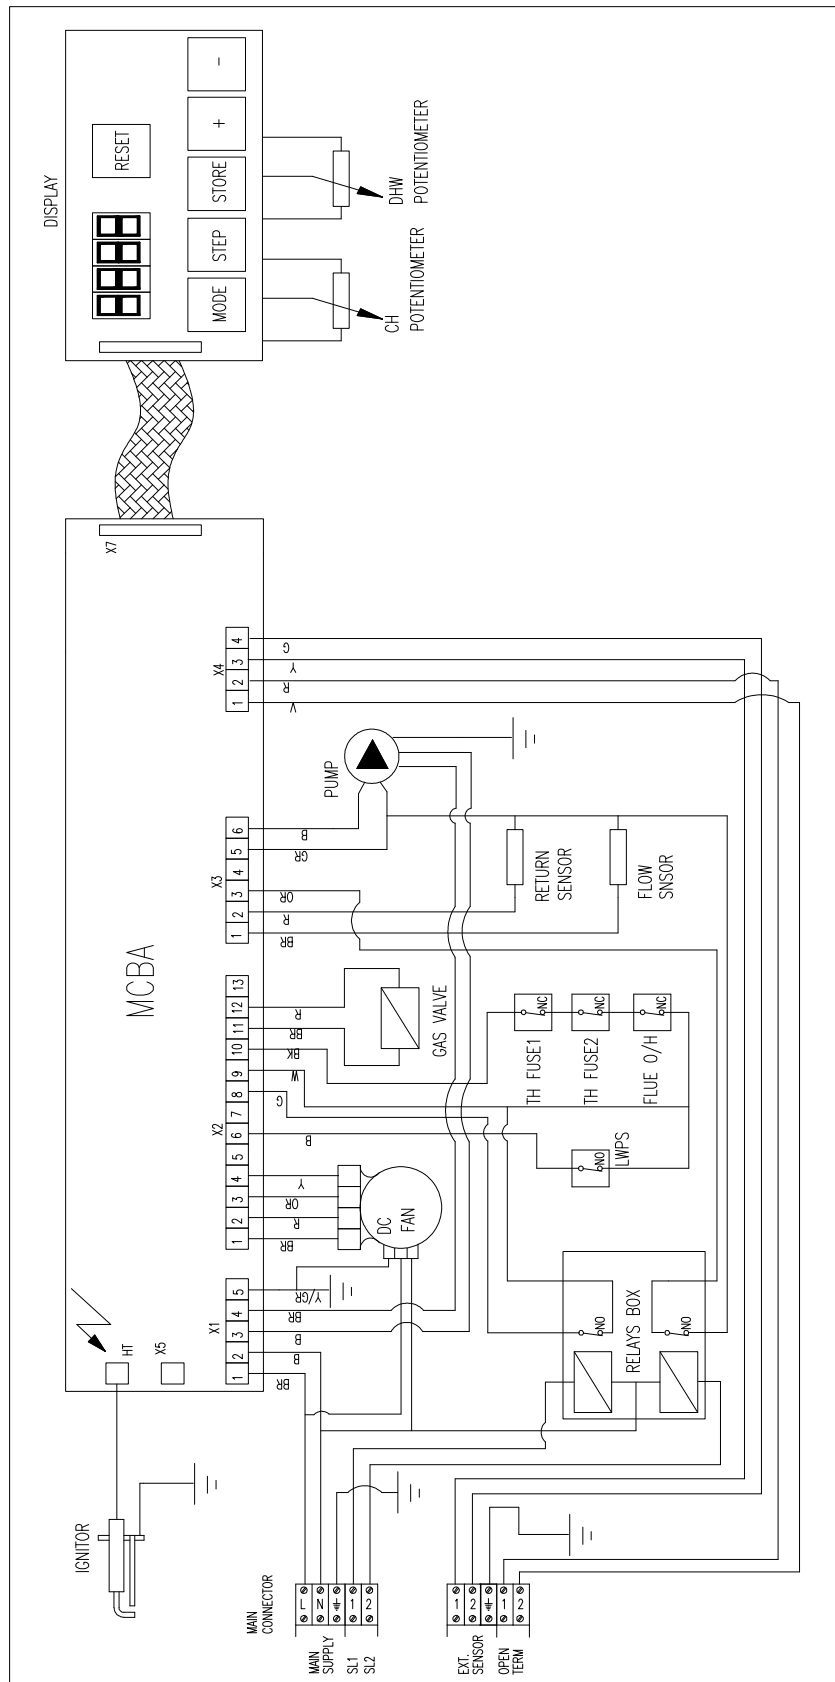 DISPLAY
RESET
MODE
STEP
STORE
+
-
CH
POTENTIOMETER
DHW
POTENTIOMETER
X7
MCBA
HT
X5
IGNITOR
X1
1 2 3 4 5
BR
B
B
BR
Y/GR
X2
1 2 3 4 5 6 7 8 9 10 11 12 13
BR
R
OR
Y
B
G
W
BK
BR
R
X3
1 2 3 4 5 6
BR
R
OR
GR
B
X4
1 2 3 4
V
R
Y
G
DC
FAN
GAS VALVE
PUMP
RETURN
SENSOR
FLOW
SNSOR
TH FUSE1
NC
TH FUSE2
NC
FLUE O/H
NC
LWPS
NO
RELAYS BOX
NO
NO
MAIN
CONNECTOR
L
N
1
2
MAIN
SUPPLY
SL1
SL2
1
2
1
2
EXT.
SENSOR
OPEN
TERM